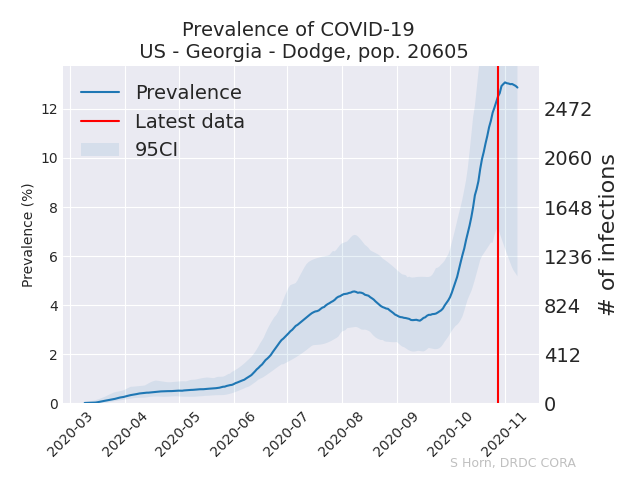 Prevalence of COVID-19
US - Georgia - Dodge, pop. 20605
Prevalence
Latest data
95CI
Prevalence (%)
12
10
8
6
4
2
0
2472
2060
1648
1236
824
412
0
# of infections
2020-03
2020-04
2020-05
2020-06
2020-07
2020-08
2020-09
2020-10
2020-11
S Horn, DRDC CORA